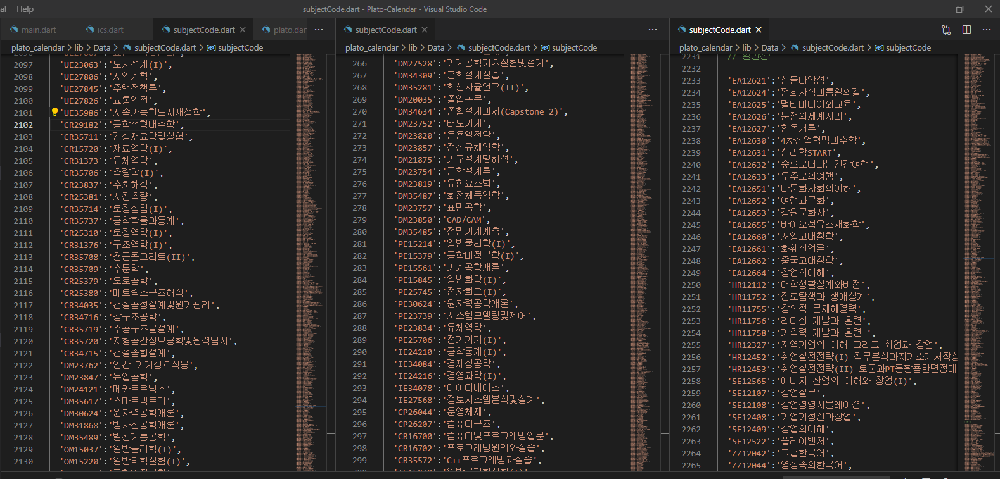 al Help
subjectCode.dart - Plato-Calendar - Visual Studio Code
main.dart ics.dart subjectCode.dart plato.dart
plato_calendar > lib > Data > subjectCode.dart > subjectCode
2097 'UE23063':'도시설계(I)',
2098 'UE27806':'지역계획',
2099 'UE27845':'주택정책론',
2100 'UE27826':'교통안전',
2101 'UE35986':'지속가능한도시재생학',
2102 'CR29182':'공학선형대수학',
2103 'CR35711':'건설재료학및실험',
2104 'CR15720':'재료역학(I)',
2105 'CR31373':'유체역학',
2106 'CR35706':'측량학(I)',
2107 'CR23837':'수치해석',
2108 'CR25381':'사진측량',
2109 'CR35714':'토질실험(I)',
2110 'CR35737':'공학확률과통계',
2111 'CR25310':'토질역학(I)',
2112 'CR31376':'구조역학(I)',
2113 'CR35708':'철근콘크리트(II)',
2114 'CR35709':'수문학',
2115 'CR25379':'도로공학',
2116 'CR25380':'매트릭스구조해석',
2117 'CR34035':'건설공정설계및원가관리',
2118 'CR34716':'강구조공학',
2119 'CR35719':'수공구조물설계',
2120 'CR35720':'지형공간정보공학및원격탐사',
2121 'CR34715':'건설종합설계',
2122 'DM23762':'인간-기계상호작용',
2123 'DM23847':'유압공학',
2124 'DM24121':'메카트로닉스',
2125 'DM35617':'스마트팩토리',
2126 'DM30624':'원자력공학개론',
2127 'DM31868':'방사선공학개론',
2128 'DM35489':'발전계통공학',
2129 'OM15037':'일반물리학(I)',
2130 'OM15220':'일반화학실험(I)',
subjectCode.dart
plato_calendar > lib > Data > subjectCode.dart > subjectCode
266 'DM27528':'기계공학기초실험및설계',
267 'DM34309':'공학설계실습',
268 'DM35281':'학생자율연구(II)',
269 'DM20035':'졸업논문',
270 'DM34634':'종합설계과제(Capstone 2)',
271 'DM23752':'터보기계',
272 'DM23820':'응용열전달',
273 'DM23857':'전산유체역학',
274 'DM21875':'기구설계및해석',
275 'DM23754':'공학설계론',
276 'DM23819':'유한요소법',
277 'DM35487':'회전체동역학',
278 'DM23757':'표면공학',
279 'DM23850':'CAD/CAM',
280 'DM35485':'정밀기계계측',
281 'PE15214':'일반물리학(I)',
282 'PE15379':'공학미적분학(I)',
283 'PE15561':'기계공학개론',
284 'PE15845':'일반화학(I)',
285 'PE25745':'전자회로(I)',
286 'PE30624':'원자력공학개론',
287 'PE23739':'시스템모델링및제어',
288 'PE23834':'유체역학',
289 'PE25706':'전기기기(I)',
290 'IE24210':'공학통계(I)',
291 'IE34084':'경제성공학',
292 'IE24216':'경영과학(I)',
293 'IE34078':'데이터베이스',
294 'IE27568':'정보시스템분석및설계',
295 'CP26044':'운영체제',
296 'CP26207':'컴퓨터구조',
297 'CB16700':'컴퓨터및프로그래밍입문',
298 'CB16702':'프로그래밍원리와실습',
299 'CB35572':'C++프로그래밍과실습',
subjectCode.dart
plato_calendar > lib > Data > subjectCode.dart > subjectCode
2231 // 일반선택
2232
2233 'EA12621':'생물다양성',
2234 'EA12624':'평화사상과통일의길',
2235 'EA12625':'멀티미디어와교육',
2236 'EA12626':'분쟁의세계지리',
2237 'EA12627':'한옥개론',
2238 'EA12630':'4차산업혁명과수학',
2239 'EA12631':'심리학START',
2240 'EA12632':'숲으로떠나는건강여행',
2241 'EA12633':'우주로의여행',
2242 'EA12651':'다문화사회의이해',
2243 'EA12652':'여행과문화',
2244 'EA12653':'강원문화사',
2245 'EA12655':'바이오섬유소재화학',
2246 'EA12660':'서양고대철학',
2247 'EA12661':'화훼산업론',
2248 'EA12662':'중국고대철학',
2249 'EA12664':'창업의이해',
2250 'HR12112':'대학생활설계와비전',
2251 'HR11752':'진로탐색과 생애설계',
2252 'HR11755':'창의적 문제해결력',
2253 'HR11756':'리더십 개발과 훈련',
2254 'HR11758':'기획력 개발과 훈련 ',
2255 'HR12327':'지역기업의 이해 그리고 취업과 창업',
2256 'HR12452':'취업실전전략(I)-직무분석과자기소개서작성
2257 'HR12453':'취업실전전략(II)-토론과PT를활용한면접대
2258 'SE12565':'에너지 산업의 이해와 창업(I)',
2259 'SE12107':'창업실무',
2260 'SE12108':'창업경영시뮬레이션',
2261 'SE12408':'기업가정신과창업',
2262 'SE12409':'창업의이해',
2263 'SE12522':'플레이벤처',
2264 'ZZ12042':'고급한국어',
2265 'ZZ12044':'영상속의한국어',